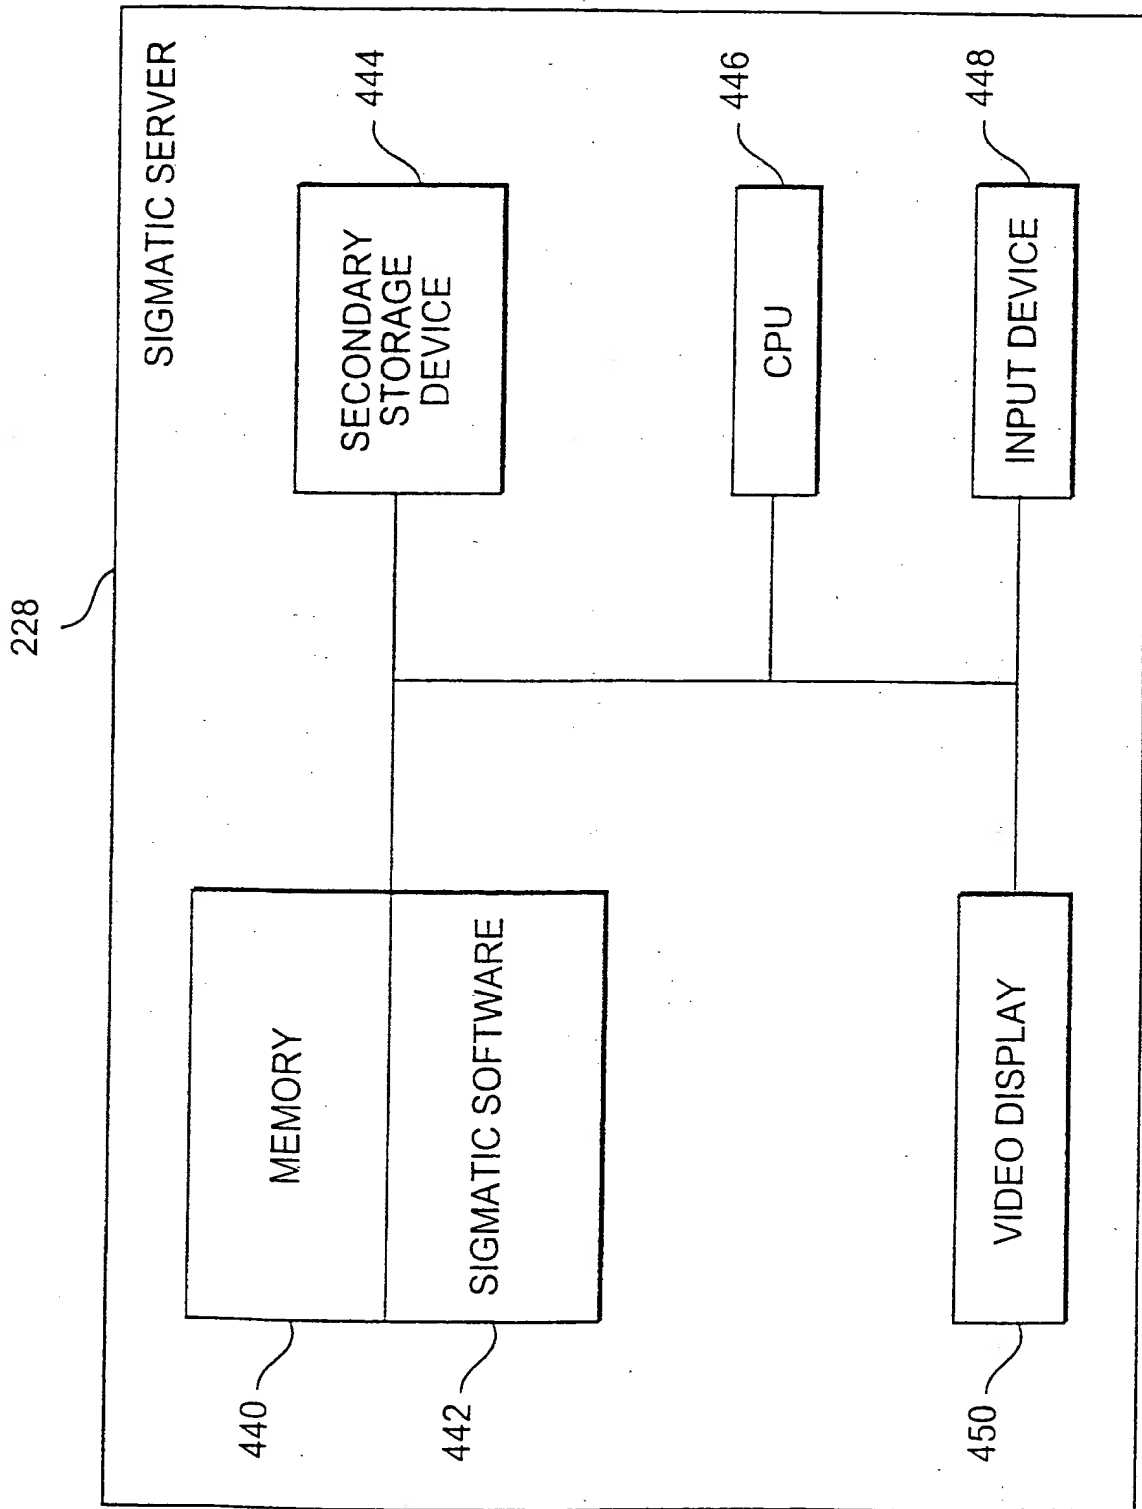 228
SIGMATIC SERVER
440
MEMORY
442
SIGMATIC SOFTWARE
SECONDARY
STORAGE
DEVICE
444
CPU
446
450
VIDEO DISPLAY
INPUT DEVICE
448